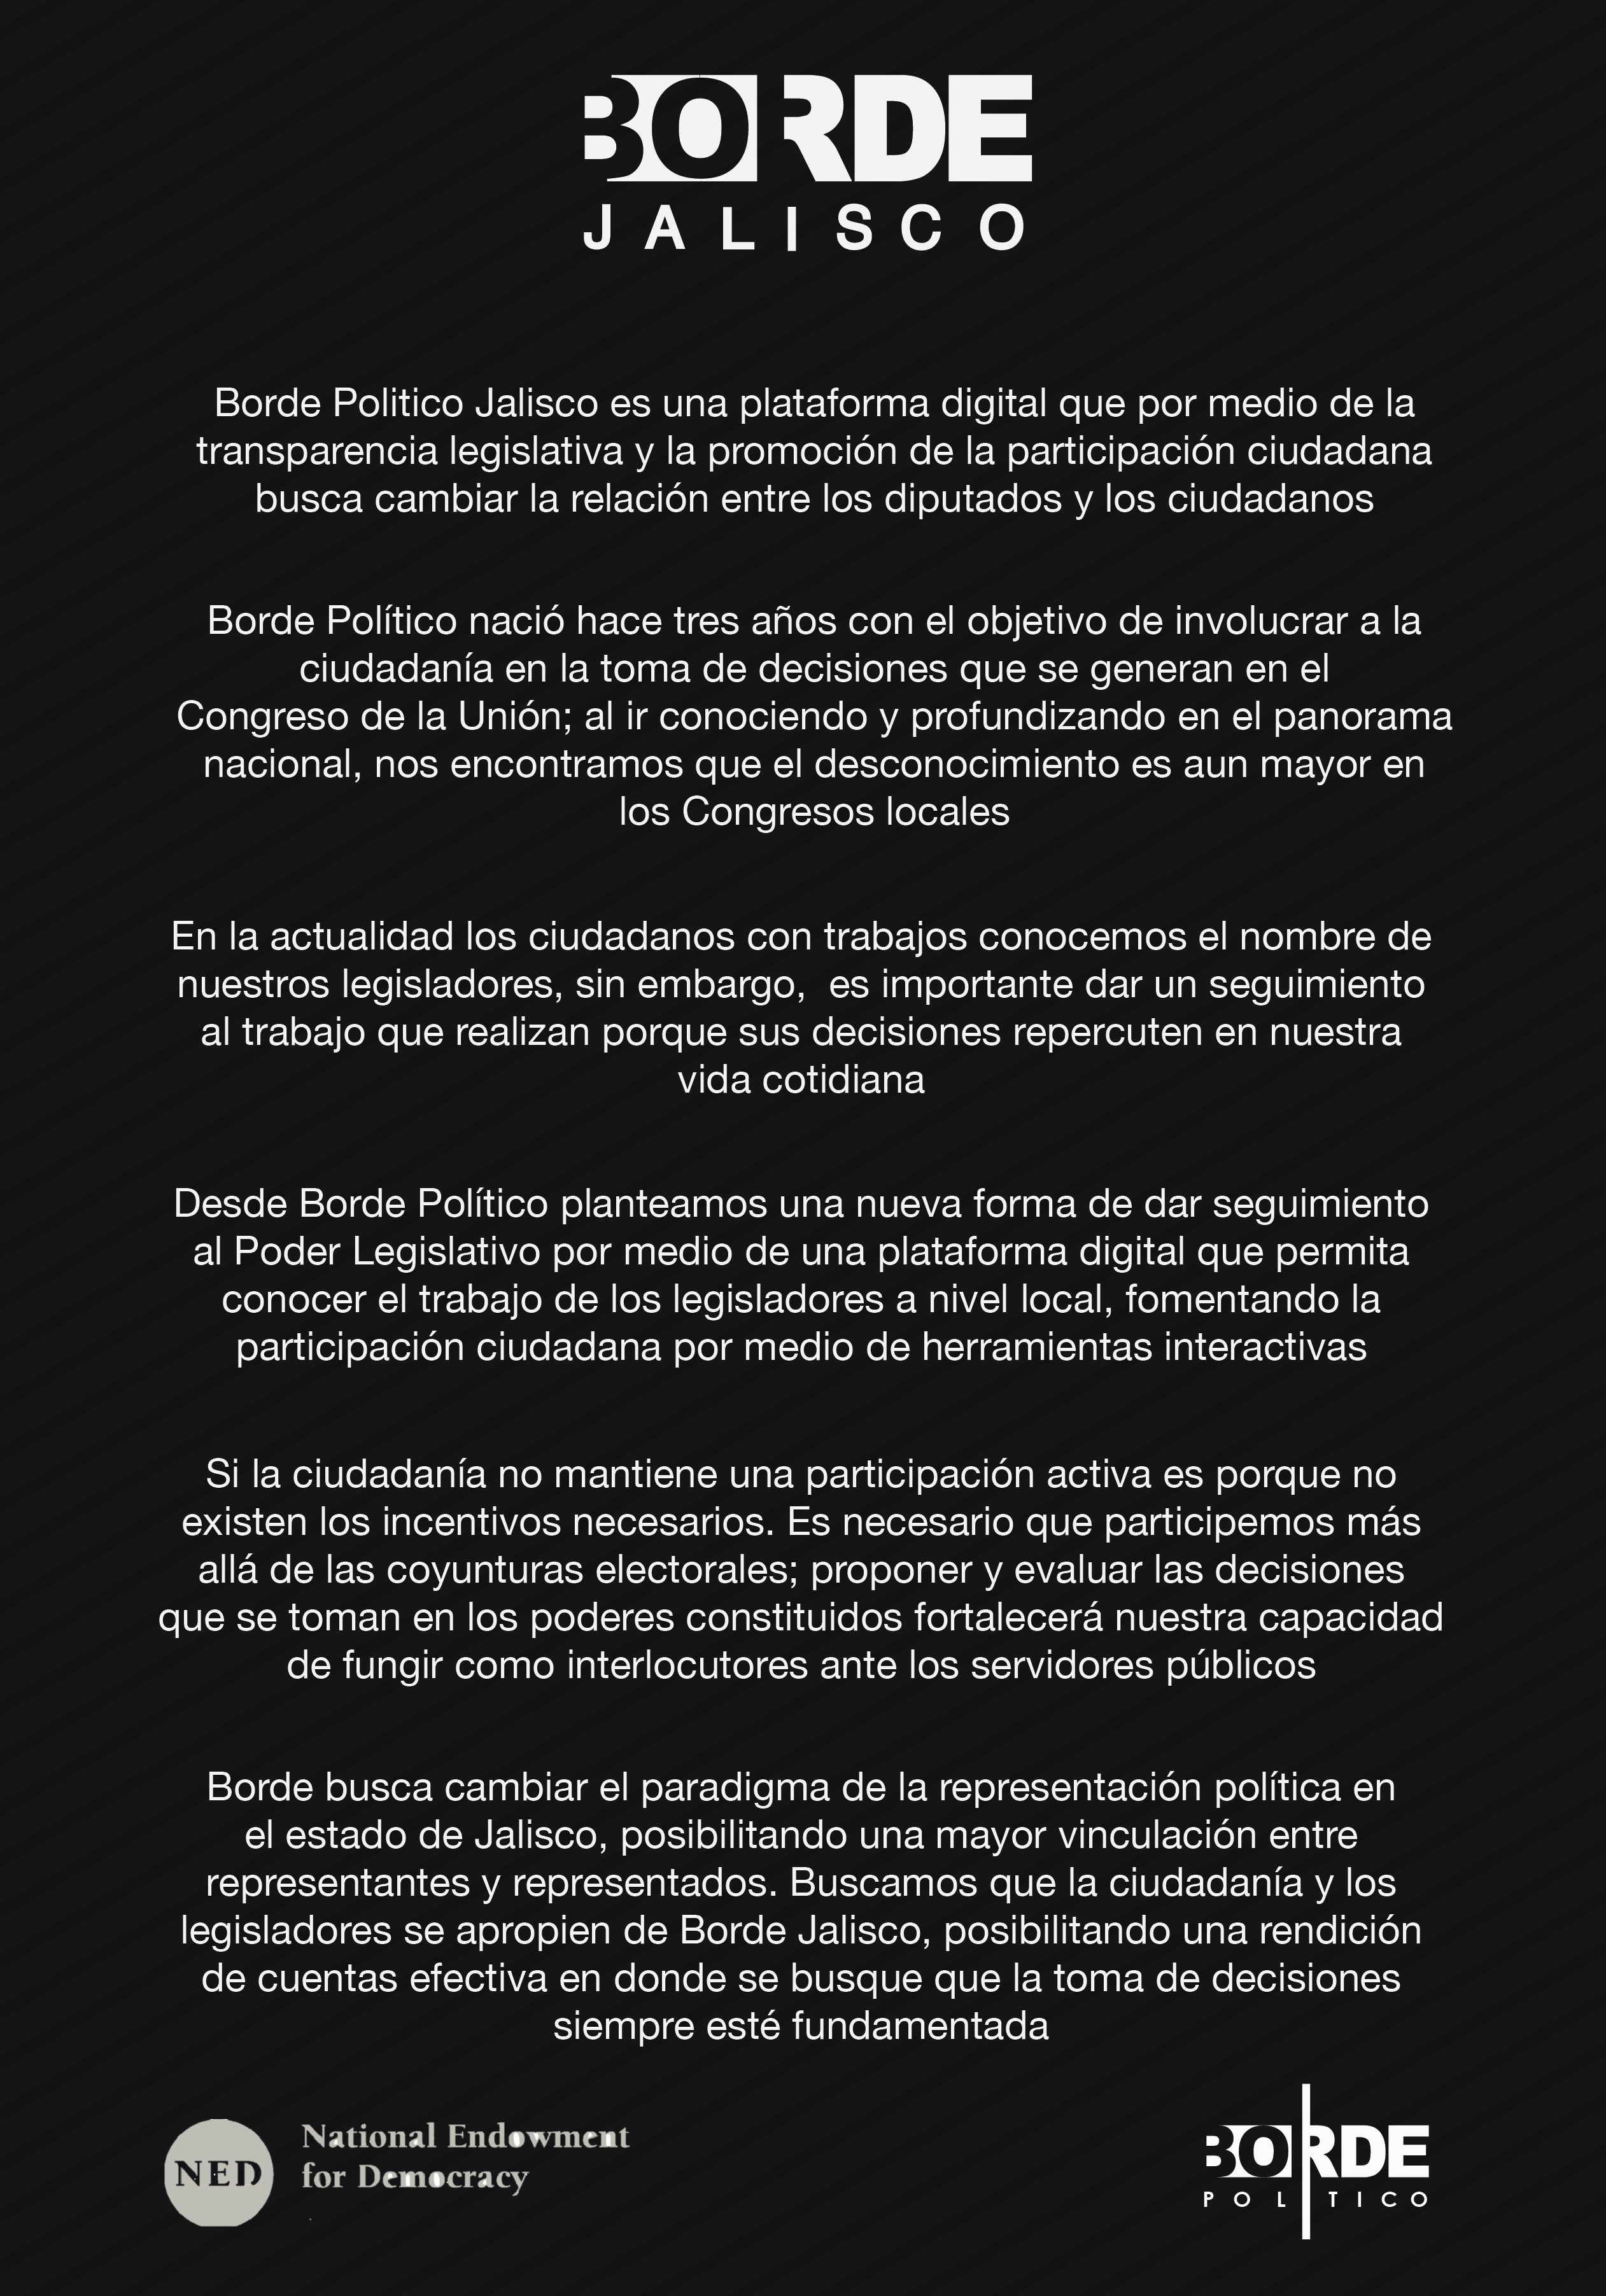 BORDE
JALISCO
Borde Politico Jalisco es una plataforma digital que por medio de la
transparencia legislativa y la promoción de la participación ciudadana
busca cambiar la relación entre los diputados y los ciudadanos
Borde Político nació hace tres años con el objetivo de involucrar a la
ciudadanía en la toma de decisiones que se generan en el
Congreso de la Unión; al ir conociendo y profundizando en el panorama
nacional, nos encontramos que el desconocimiento es aun mayor en
los Congresos locales
En la actualidad los ciudadanos con trabajos conocemos el nombre de
nuestros legisladores, sin embargo,  es importante dar un seguimiento
al trabajo que realizan porque sus decisiones repercuten en nuestra
vida cotidiana
Desde Borde Político planteamos una nueva forma de dar seguimiento
al Poder Legislativo por medio de una plataforma digital que permita
conocer el trabajo de los legisladores a nivel local, fomentando la
participación ciudadana por medio de herramientas interactivas
Si la ciudadanía no mantiene una participación activa es porque no
existen los incentivos necesarios. Es necesario que participemos más
allá de las coyunturas electorales; proponer y evaluar las decisiones
que se toman en los poderes constituidos fortalecerá nuestra capacidad
de fungir como interlocutores ante los servidores públicos
Borde busca cambiar el paradigma de la representación política en
el estado de Jalisco, posibilitando una mayor vinculación entre
representantes y representados. Buscamos que la ciudadanía y los
legisladores se apropien de Borde Jalisco, posibilitando una rendición
de cuentas efectiva en donde se busque que la toma de decisiones
siempre esté fundamentada
NED
National Endowment
for Democracy
BORDE
POLITICO